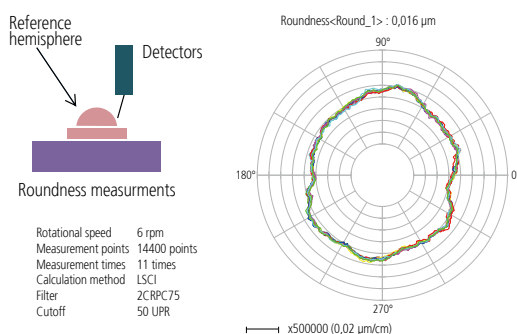 Reference
hemisphere
Detectors
Roundness measurments
Rotational speed 6 rpm
Measurement points 14400 points
Measurement times 11 times
Calculation method LSCI
Filter 2CRPC75
Cutoff 50 UPR
Roundness<Round_1> : 0,016 µm
90°
180°
0
270°
x500000 (0,02 µm/cm)